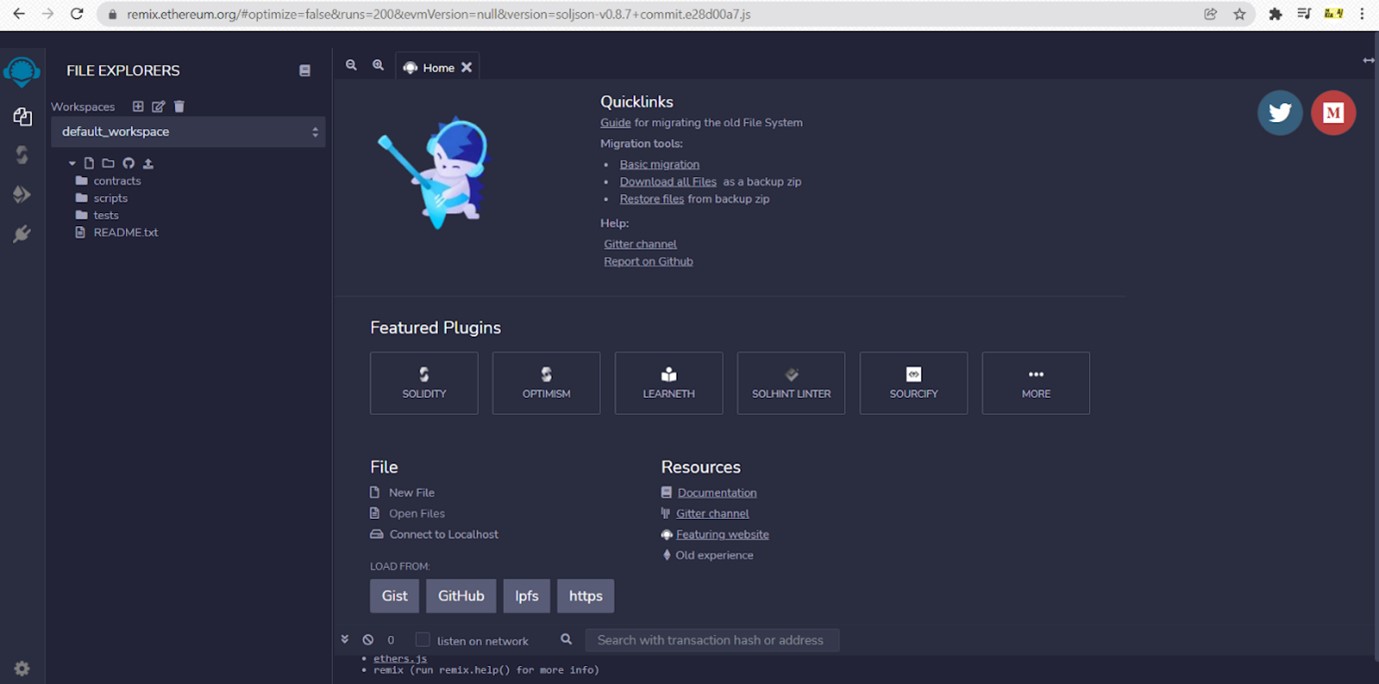 remix.ethereum.org/#optimize=false&runs=200&evmVersion=null&version=soljson-v0.8.7+commit.e28d00a7.js
FILE EXPLORERS
Workspaces
default_workspace
contracts
scripts
tests
README.txt
Home
Quicklinks
Guide for migrating the old File System
Migration tools:
Basic migration
Download all Files as a backup zip
Restore files from backup zip
Help:
Gitter channel
Report on Github
M
Featured Plugins
SOLIDITY
OPTIMISM
LEARNETH
SOLHINT LINTER
SOURCIFY
MORE
File
New File
Open Files
Connect to Localhost
LOAD FROM:
Gist GitHub Ipfs https
Resources
Documentation
Gitter channel
Featuring website
Old experience
0 listen on network Search with transaction hash or address
ethers.js
remix (run remix.help() for more info)